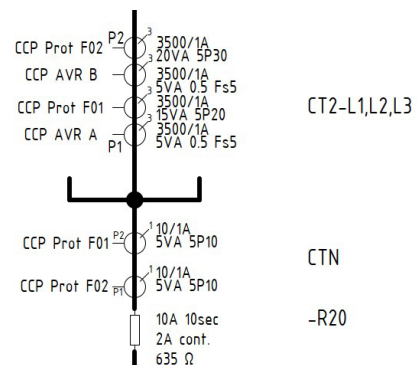 P2 3
CCP Prot F02 3500/1A
20VA 5P30
3
CCP AVR B 3500/1A
5VA 0.5 Fs5
3
CCP Prot F01 3500/1A
15VA 5P20
CT2-L1,L2,L3
3
CCP AVR A 3500/1A
P1 5VA 0.5 Fs5
P2 1 10/1A
CCP Prot F01 5VA 5P10
CTN
1 10/1A
CCP Prot F02 P1 5VA 5P10
10A 10sec
-R20
2A cont.
635 Ω